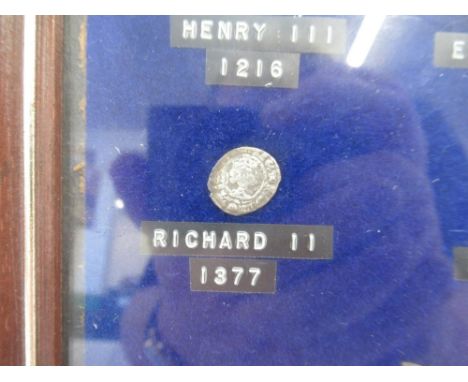 HENRY III
1216
E
RICHARD II
1377